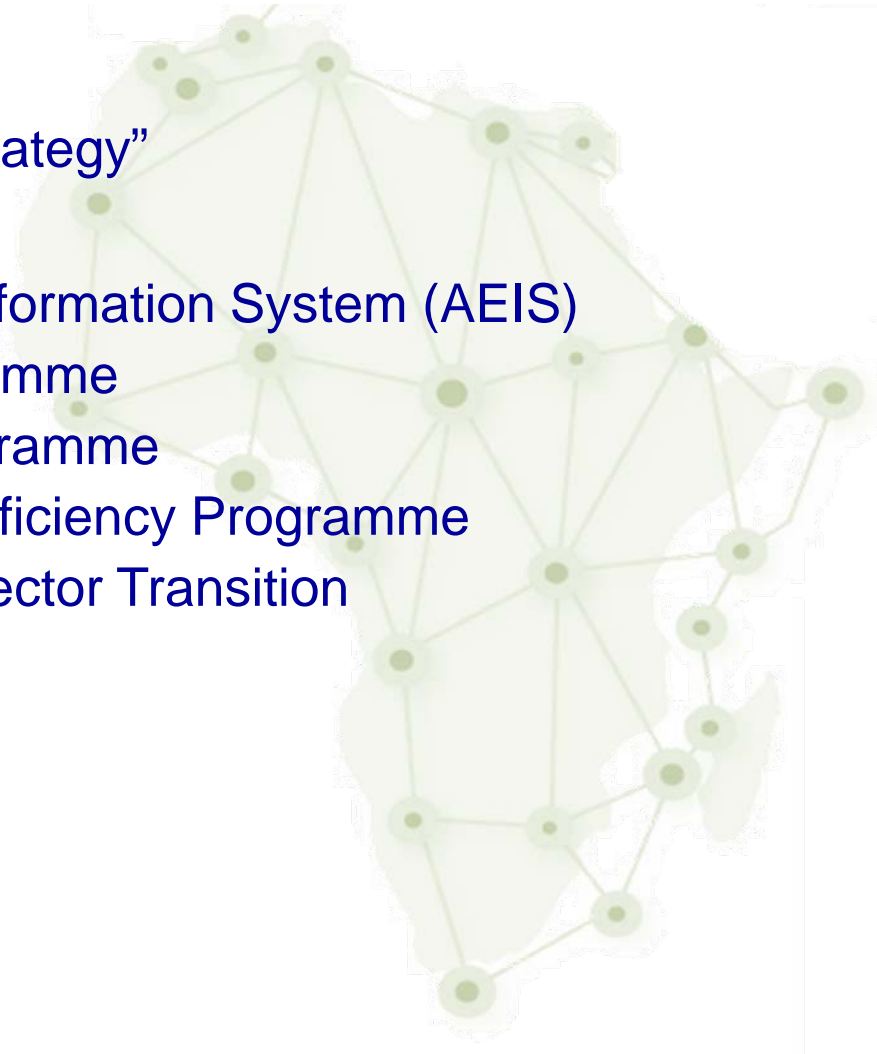 ategy”
formation System (AEIS)
mme
ramme
ficiency Programme
ector Transition